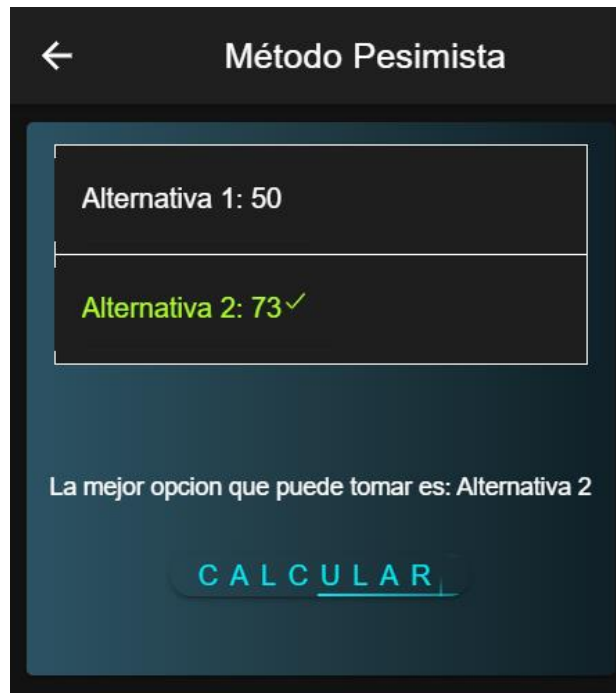 Método Pesimista
Alternativa 1: 50
Alternativa 2: 73
La mejor opcion que puede tomar es: Alternativa 2
CALCULAR